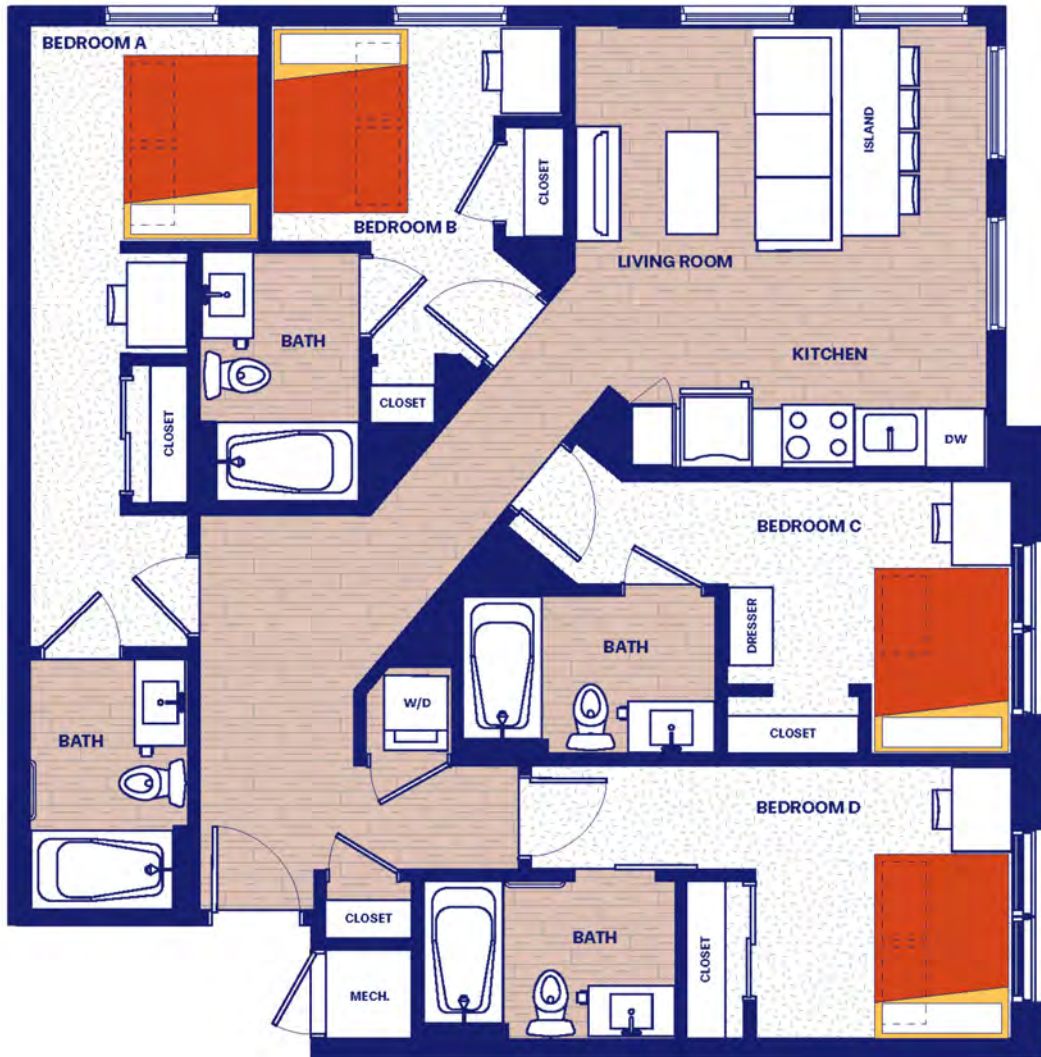 BEDROOM A
BEDROOM B
CLOSET
ISLAND
LIVING ROOM
BATH
KITCHEN
CLOSET
CLOSET
DW
BEDROOM C
DRESSER
BATH
W/D
CLOSET
BATH
BEDROOM D
CLOSET
BATH
CLOSET
MECH.